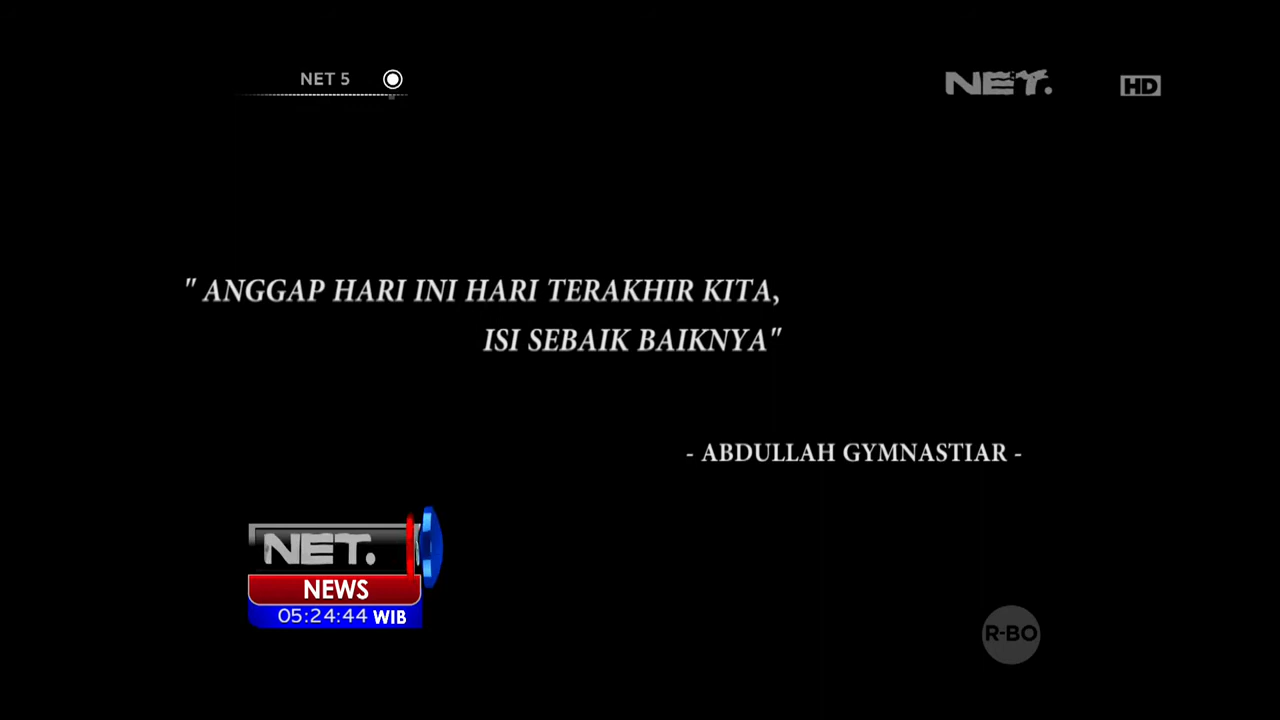 NET 5
NET.
HD
" ANGGAP HARI INI HARI TERAKHIR KITA,
ISI SEBAIK BAIKNYA"
- ABDULLAH GYMNASTIAR -
NET.
NEWS
05:24:44 WIB
R-BO